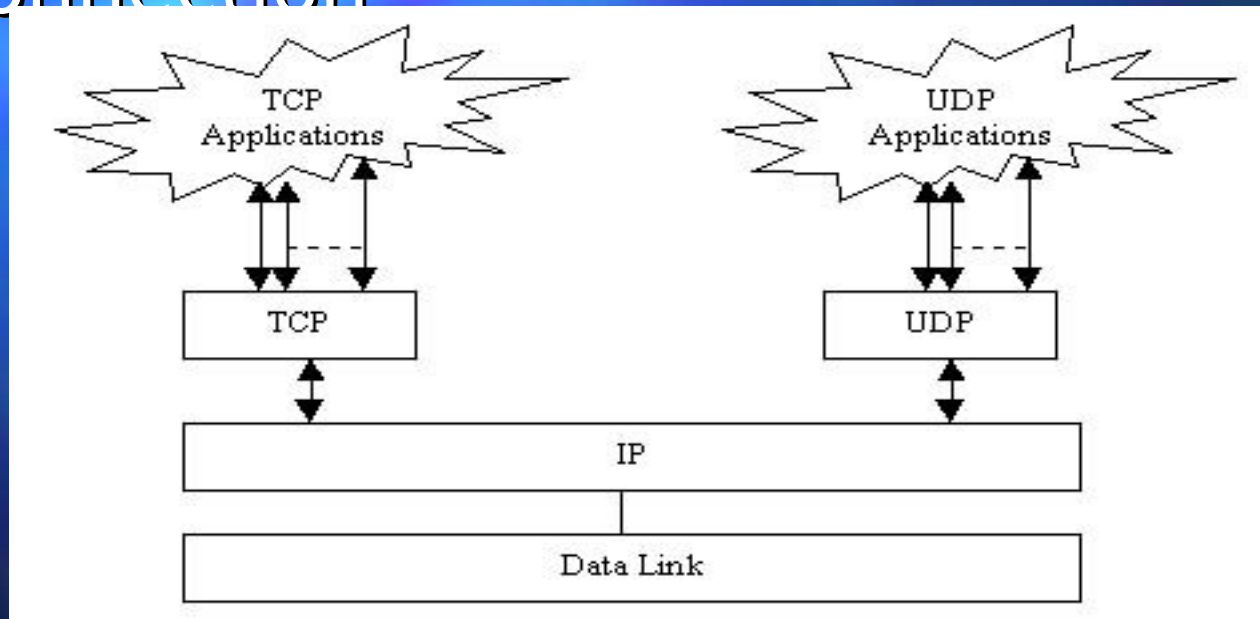 TCP
Applications
UDP
Applications
TCP
UDP
IP
Data Link